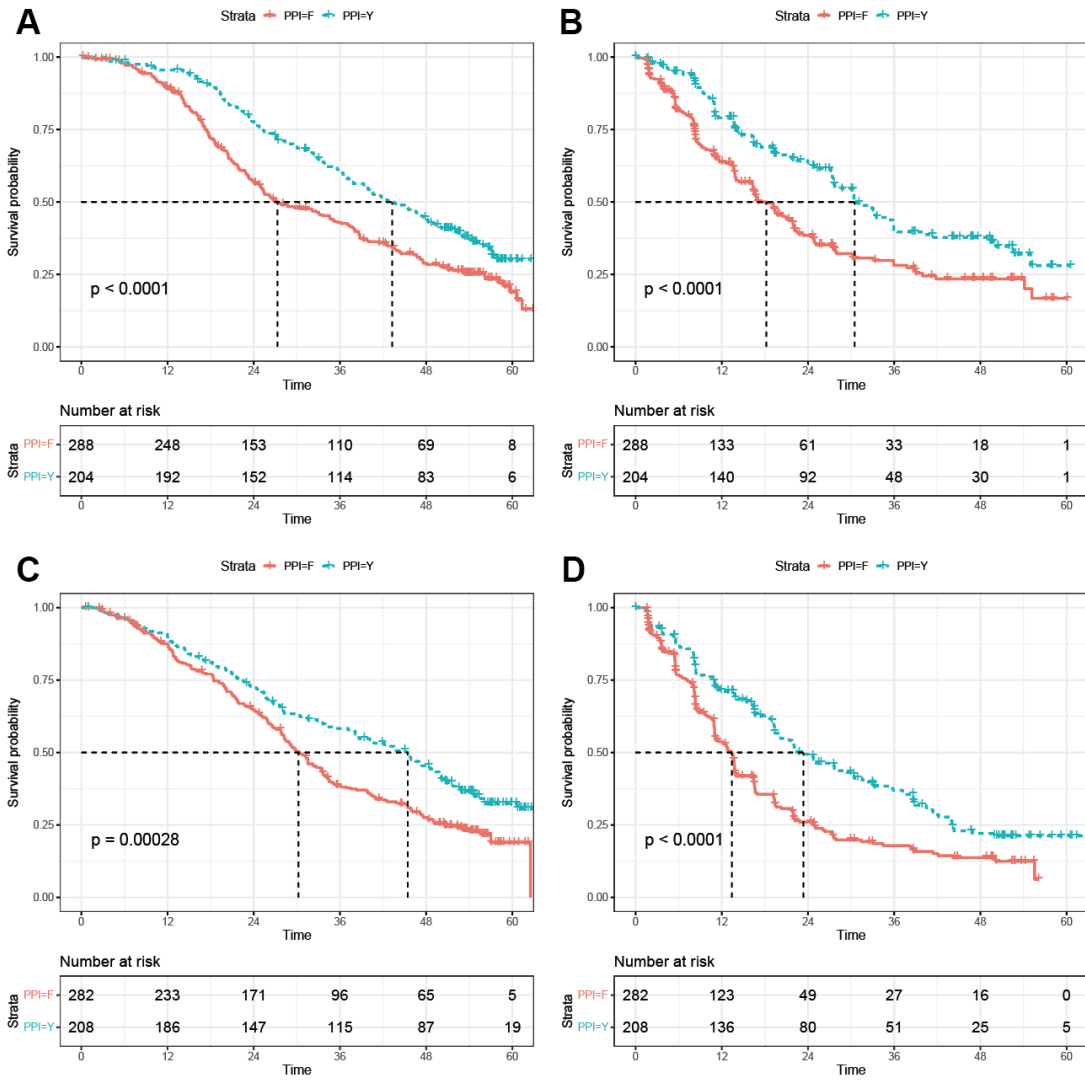 A
Strata PPI=F PPI=Y
Survival probability
1.00
0.75
0.50
0.25
0.00
p < 0.0001
0 12 24 36 48 60
Time
Number at risk
Strata
PPI=F 288 248 153 110 69 8
PPI=Y 204 192 152 114 83 6
0 12 24 36 48 60
Time
B
Strata PPI=F PPI=Y
Survival probability
1.00
0.75
0.50
0.25
0.00
p < 0.0001
0 12 24 36 48 60
Time
Number at risk
Strata
PPI=F 288 133 61 33 18 1
PPI=Y 204 140 92 48 30 1
0 12 24 36 48 60
Time
C
Strata PPI=F PPI=Y
Survival probability
1.00
0.75
0.50
0.25
0.00
p = 0.00028
0 12 24 36 48 60
Time
Number at risk
Strata
PPI=F 282 233 171 96 65 5
PPI=Y 208 186 147 115 87 19
0 12 24 36 48 60
Time
D
Strata PPI=F PPI=Y
Survival probability
1.00
0.75
0.50
0.25
0.00
p < 0.0001
0 12 24 36 48 60
Time
Number at risk
Strata
PPI=F 282 123 49 27 16 0
PPI=Y 208 136 80 51 25 5
0 12 24 36 48 60
Time